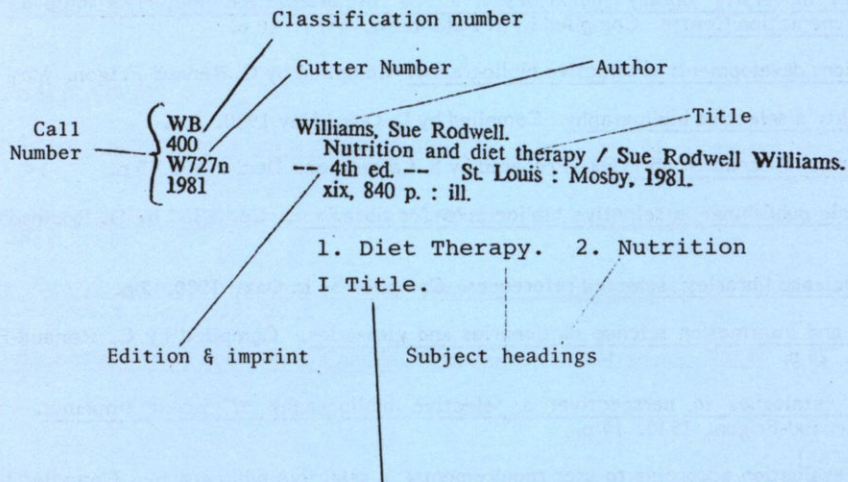 Classification number
Cutter Number
Author
Title
Call
Number
WB
400
W727n
1981
Williams, Sue Rodwell.
Nutrition and diet therapy / Sue Rodwell Williams.
-- 4th ed. -- St. Louis : Mosby, 1981.
xix, 840 p. : ill.
1. Diet Therapy. 2. Nutrition
I Title.
Edition & imprint
Subject headings